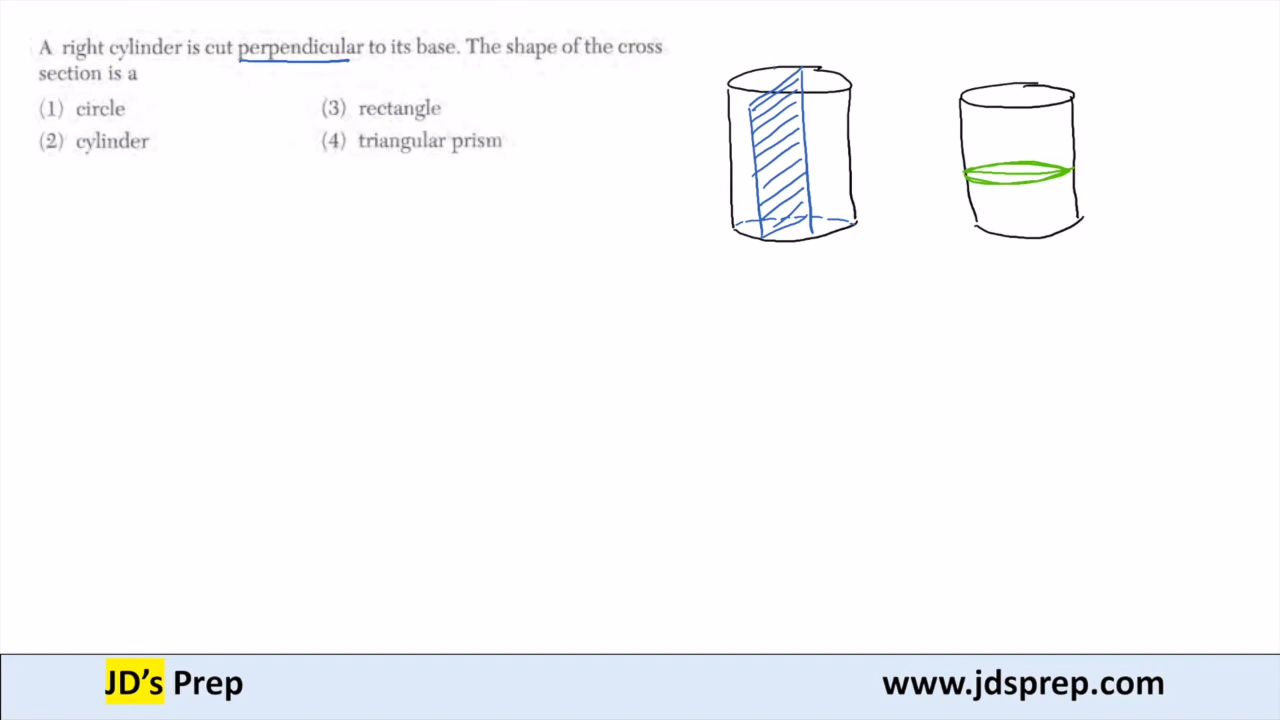 A right cylinder is cut perpendicular to its base. The shape of the cross
section is a
(1) circle
(3) rectangle
(2) cylinder
(4) triangular prism
JD's Prep
www.jdsprep.com